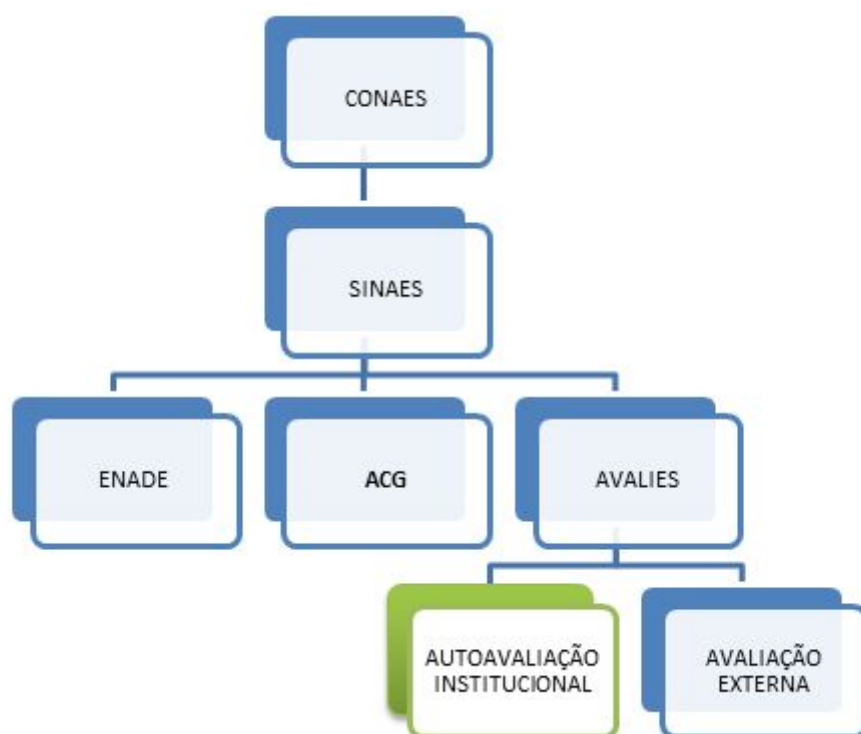 CONAES
SINAES
ENADE
ACG
AVALIES
AUTOAVALIAÇÃO
INSTITUCIONAL
AVALIAÇÃO
EXTERNA